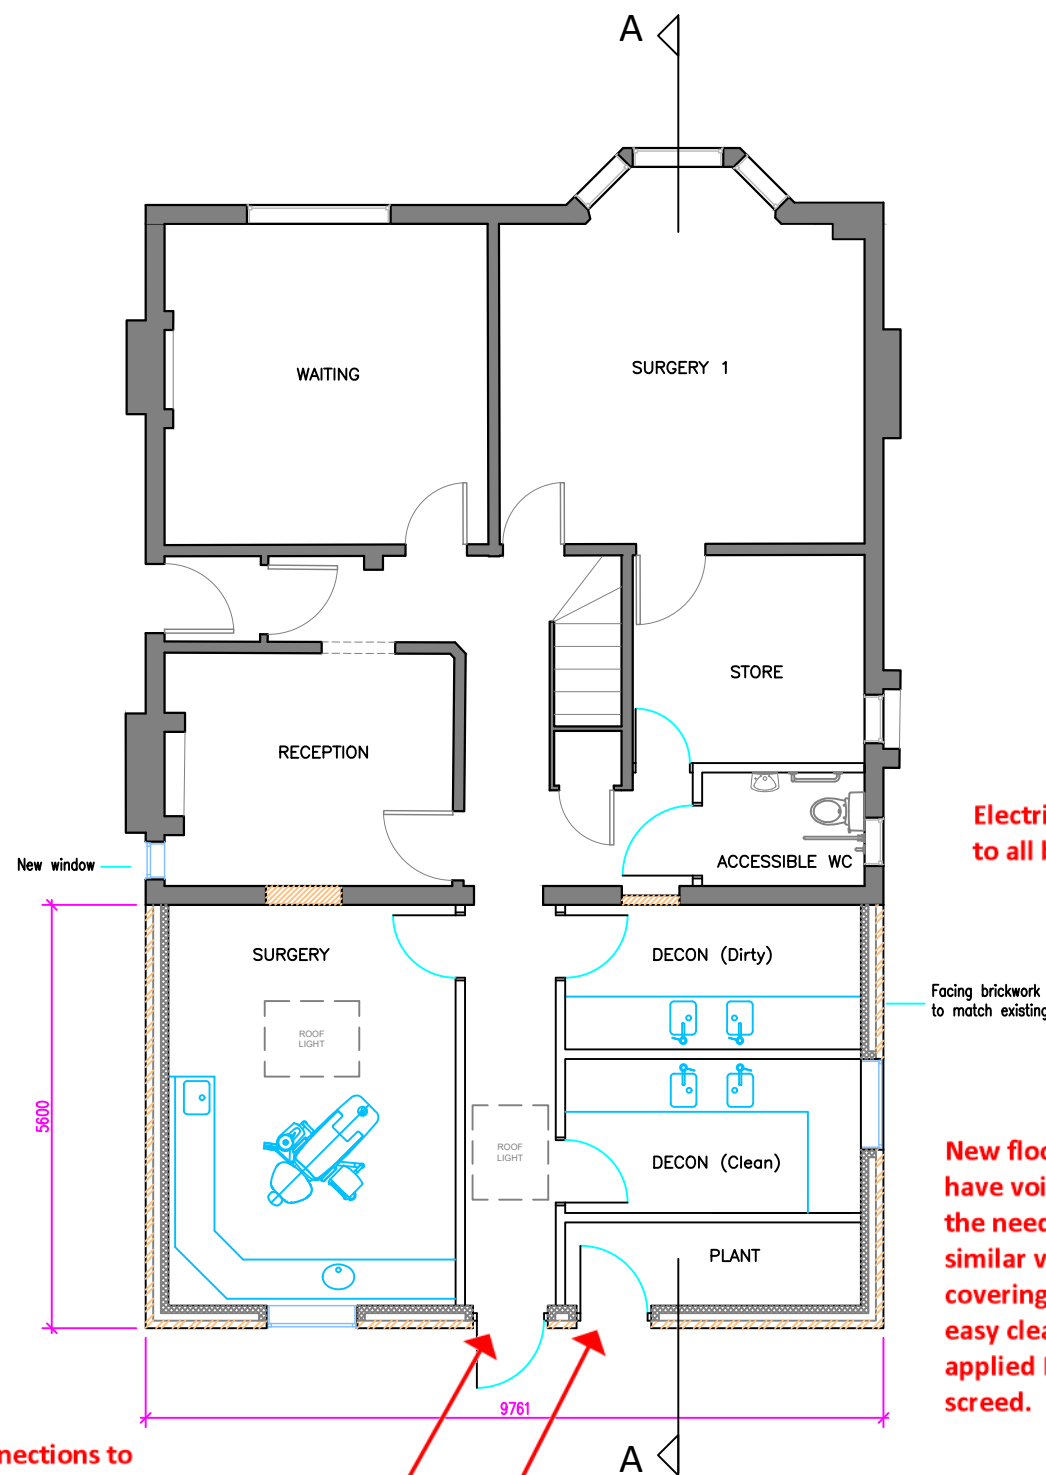 A
WAITING
SURGERY 1
STORE
RECEPTION
Electri
to all b
New window
ACCESSIBLE WC
SURGERY
DECON (Dirty)
Facing brickwork
to match existing
ROOF
LIGHT
5600
ROOF
LIGHT
DECON (Clean)
New floo
have voi
the need
similar v
covering
easy clea
applied l
screed.
PLANT
9761
nections to
A